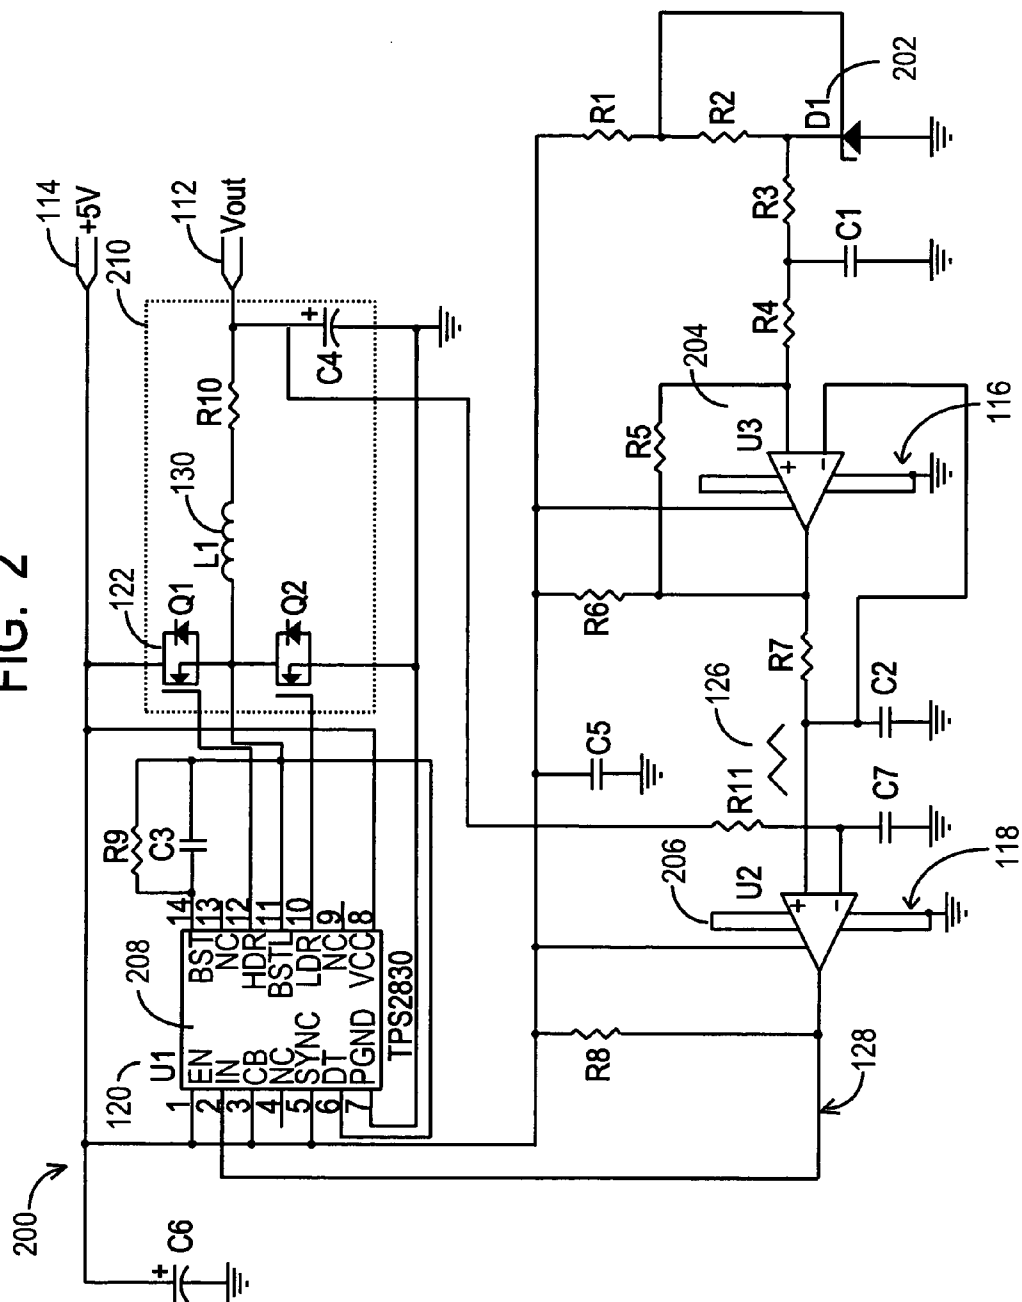 FIG. 2
200
C6
+
114
+5V
210
112
Vout
122
Q1
Q2
130
L1
R10
+
C4
R9
C3
120
U1
208
1 EN
2 IN
3 CB
4 NC
5 SYNC
6 DT
7 PGND
14 BST
13 NC
12 HDR
11 BSTL
10 LDR
9 NC
8 VCC
TPS2830
R1
R2
D1
202
R3
C1
R4
204
U3
+
−
R5
116
R6
R7
C2
126
C5
R11
C7
206
U2
+
−
118
R8
128